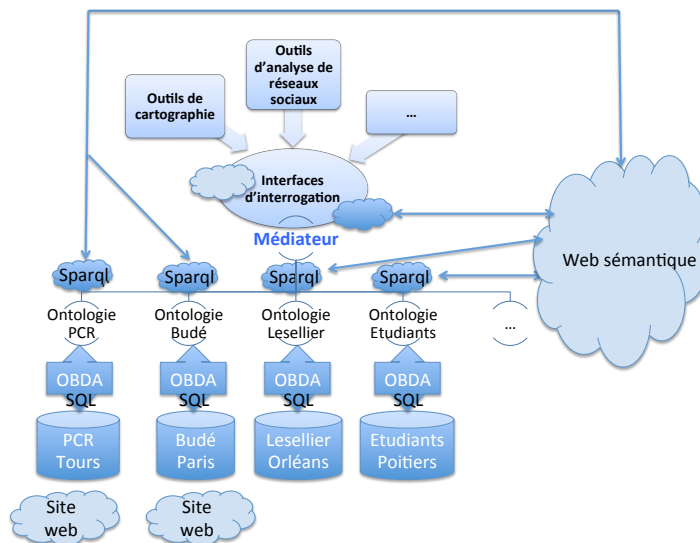 Outils
d'analyse de
réseaux
sociaux
Outils de
cartographie
...
Interfaces
d'interrogation
Médiateur
Web sémantique
Sparql
Sparql
Sparql
Sparql
Ontologie
PCR
Ontologie
Budé
Ontologie
Lesellier
Ontologie
Etudiants
...
OBDA
SQL
OBDA
SQL
OBDA
SQL
OBDA
SQL
PCR
Tours
Budé
Paris
Lesellier
Orléans
Etudiants
Poitiers
Site
web
Site
web